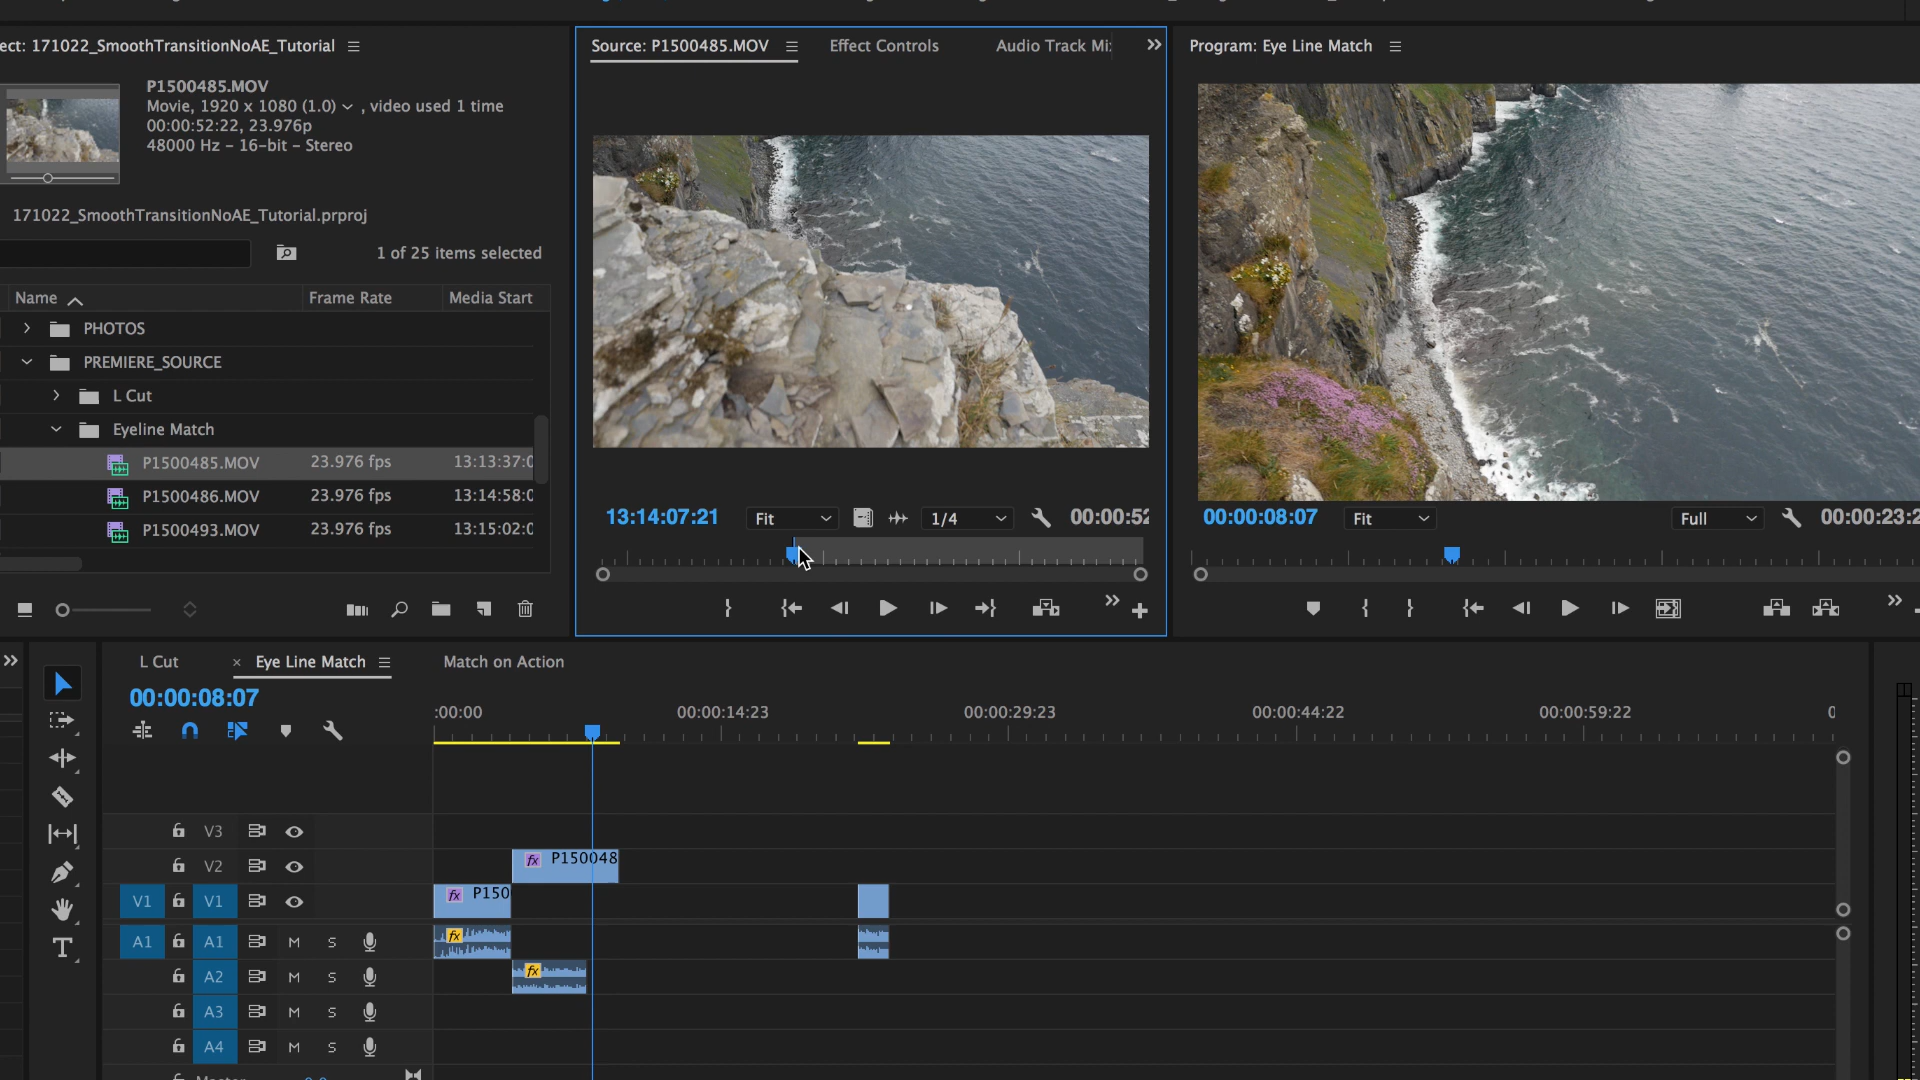 ect: 171022_SmoothTransitionNoAE_Tutorial
P1500485.MOV
Movie, 1920 x 1080 (1.0) , video used 1 time
00:00:52:22, 23.976p
48000 Hz – 16-bit – Stereo
171022_SmoothTransitionNoAE_Tutorial.prproj
1 of 25 items selected
Name Frame Rate Media Start
PHOTOS
PREMIERE_SOURCE
L Cut
Eyeline Match
P1500485.MOV 23.976 fps 13:13:37:0
P1500486.MOV 23.976 fps 13:14:58:0
P1500493.MOV 23.976 fps 13:15:02:0
Source: P1500485.MOV Effect Controls Audio Track Mi
13:14:07:21 Fit 1/4 00:00:52
Program: Eye Line Match
00:00:08:07 Fit Full 00:00:23:2
L Cut × Eye Line Match Match on Action
00:00:08:07
:00:00 00:00:14:23 00:00:29:23 00:00:44:22 00:00:59:22 0
V3
V2 fx P150048
V1 V1 fx P150
A1 A1 M S fx
A2 M S fx
A3 M S
A4 M S